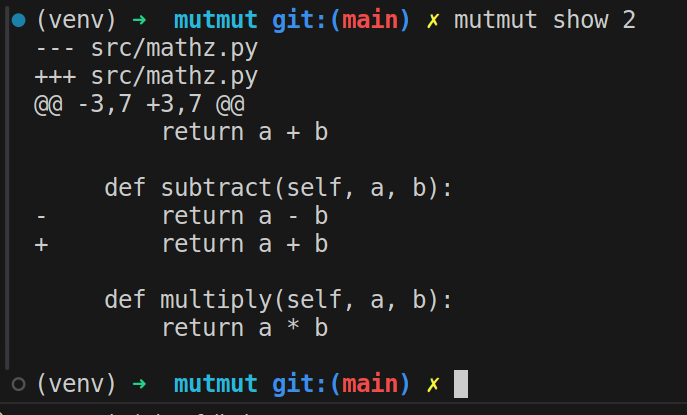 (venv) ➜  mutmut git:(main) ✗ mutmut show 2
--- src/mathz.py
+++ src/mathz.py
@@ -3,7 +3,7 @@
         return a + b

     def subtract(self, a, b):
-        return a - b
+        return a + b

     def multiply(self, a, b):
         return a * b

(venv) ➜  mutmut git:(main) ✗